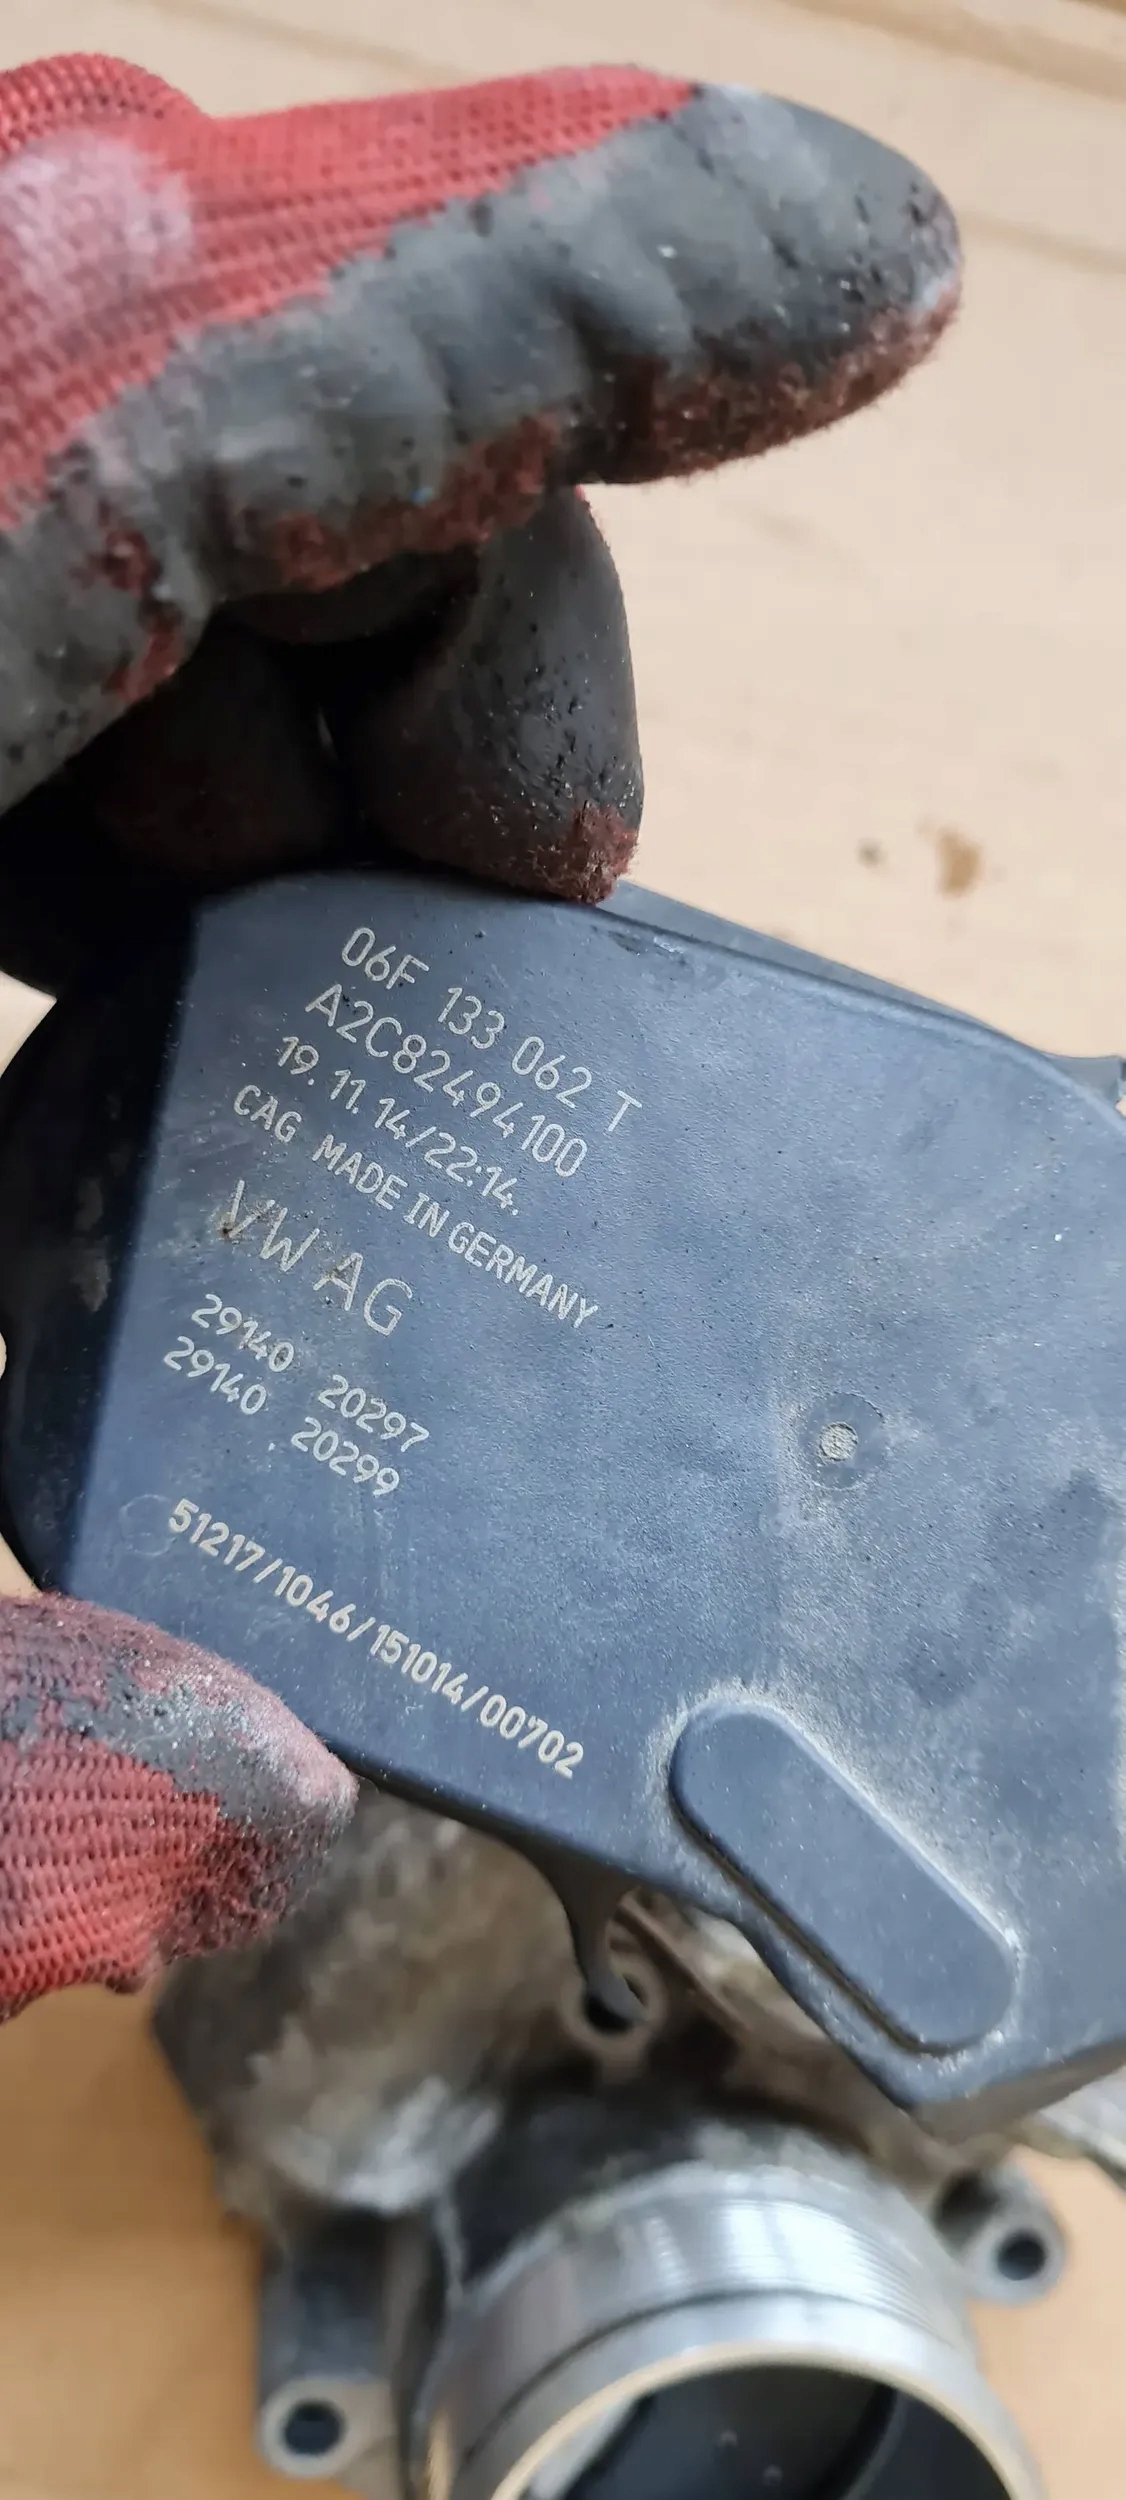 06F 133 062 T
A2C82494100
19.11.14/22:14.
CAG MADE IN GERMANY
VW AG
29140 20297
29140 20299
51217/1046/151014/00702